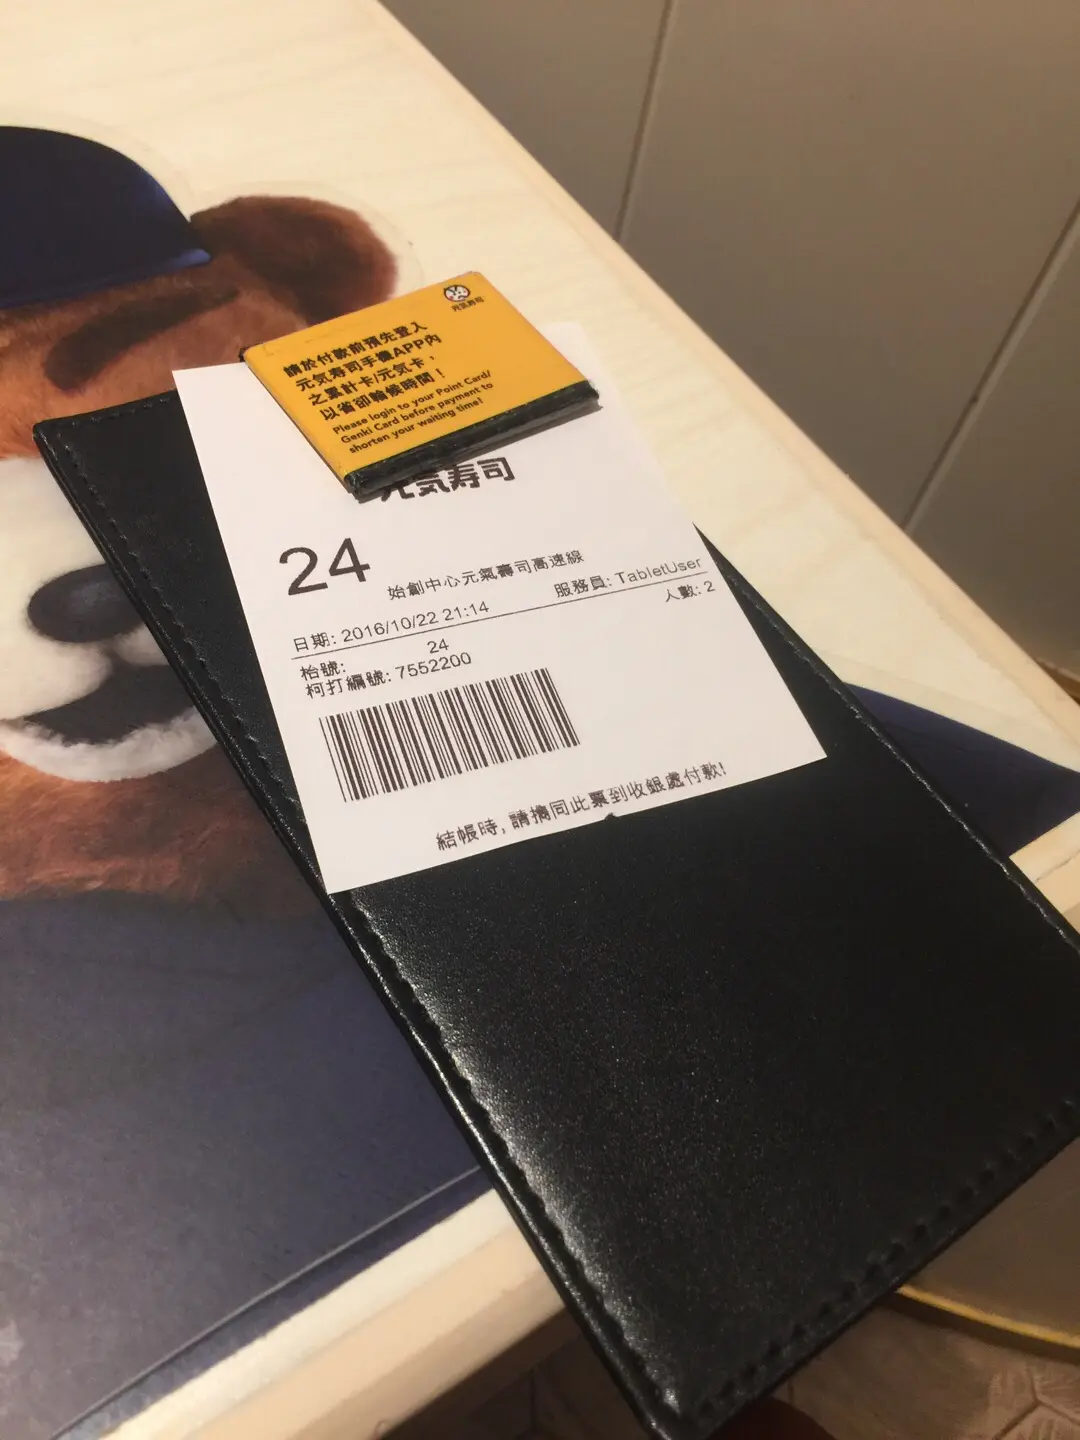 元気寿司
請於付款前預先登入
元気寿司手機APP內
之累計卡/元気卡，
以省卻輪候時間！
Please login to your Point Card/
Genki Card before payment to
shorten your waiting time!
元気寿司
24
始創中心元氣壽司高速線
服務員: TabletUser
日期: 2016/10/22 21:14
人數: 2
枱號: 24
柯打編號: 7552200
結帳時, 請擕同此票到收銀處付款!